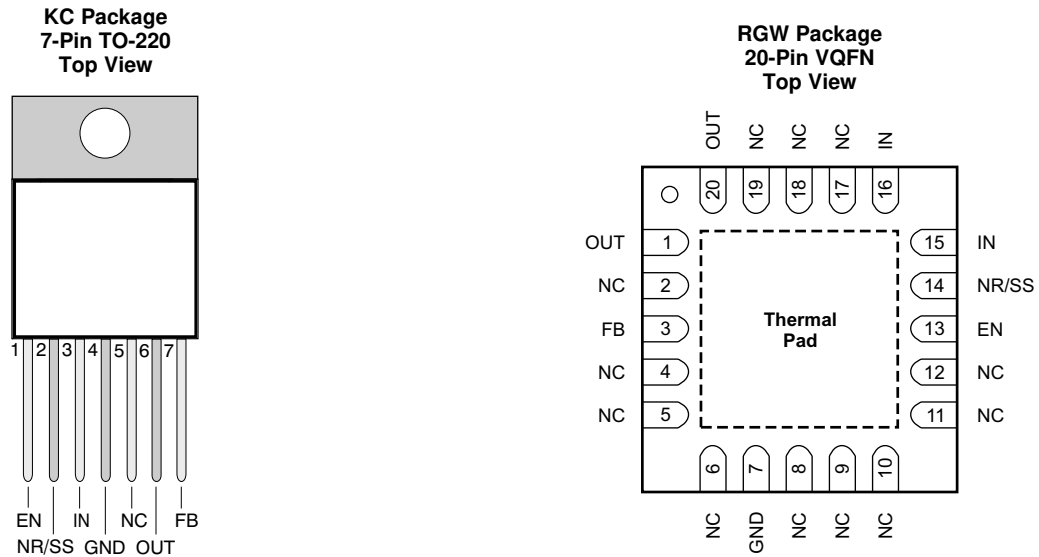 KC Package
7-Pin TO-220
Top View
1 2 3 4 5 6 7
EN IN NC FB
NR/SS GND OUT
RGW Package
20-Pin VQFN
Top View
OUT NC NC NC IN
20 19 18 17 16
OUT 1 15 IN
NC 2 14 NR/SS
FB 3 Thermal 13 EN
Pad
NC 4 12 NC
NC 5 11 NC
6 7 8 9 10
NC GND NC NC NC